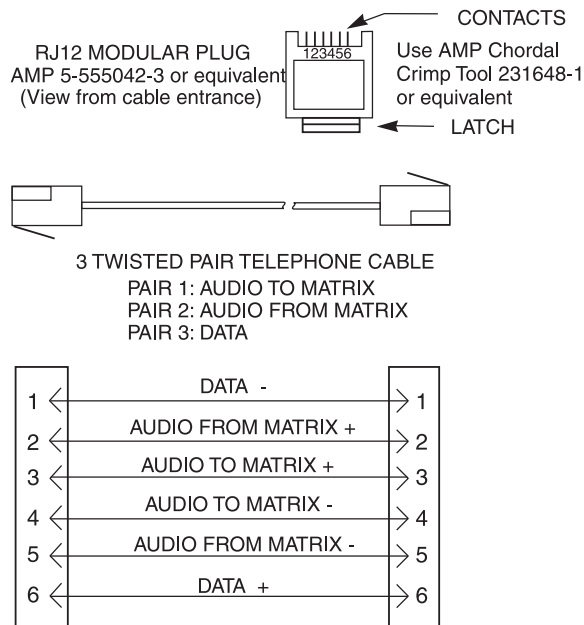 CONTACTS
RJ12 MODULAR PLUG
AMP 5-555042-3 or equivalent
(View from cable entrance)
123456
Use AMP Chordal
Crimp Tool 231648-1
or equivalent
LATCH
3 TWISTED PAIR TELEPHONE CABLE
PAIR 1: AUDIO TO MATRIX
PAIR 2: AUDIO FROM MATRIX
PAIR 3: DATA
1 DATA - 1
2 AUDIO FROM MATRIX + 2
3 AUDIO TO MATRIX + 3
4 AUDIO TO MATRIX - 4
5 AUDIO FROM MATRIX - 5
6 DATA + 6